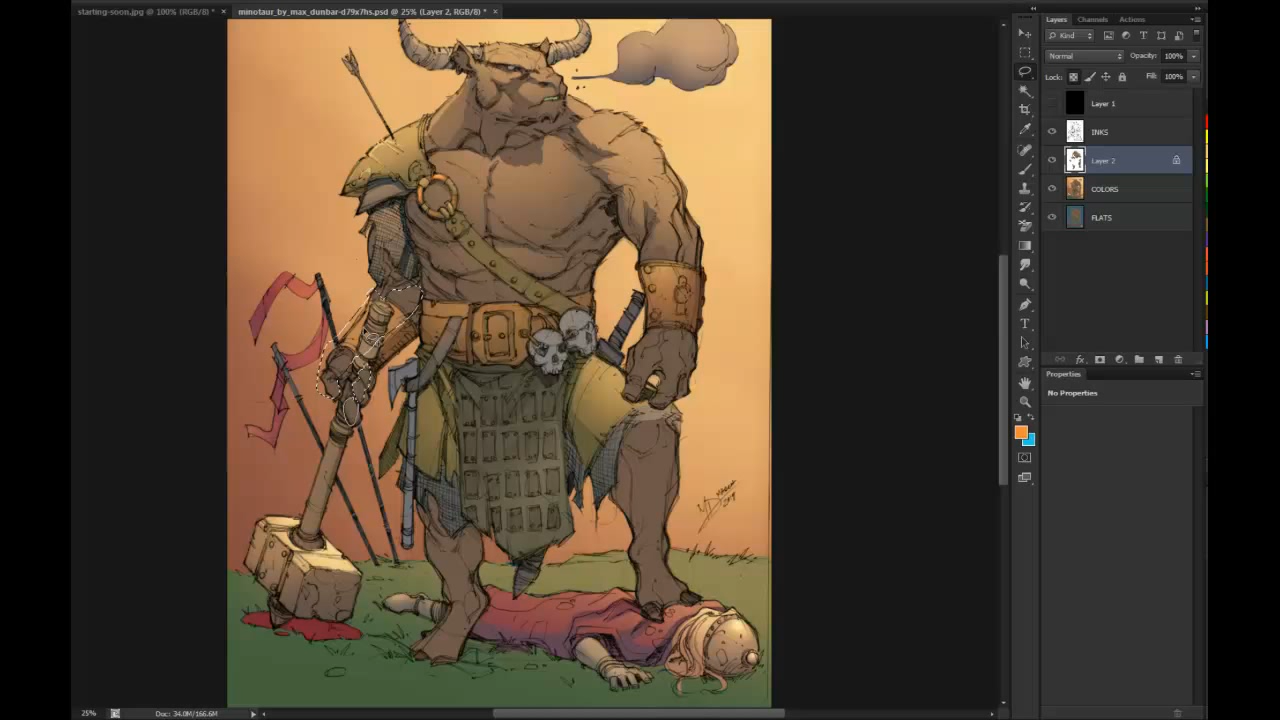 starting-soon.jpg @ 100% (RGB/8) * ×
minotaur_by_max_dunbar-d79x7hs.psd @ 25% (Layer 2, RGB/8) * ×
Layers Channels Actions
Kind
Normal Opacity: 100%
Lock: Fill: 100%
Layer 1
INKS
Layer 2
COLORS
FLATS
fx
Properties
No Properties
25% Doc: 34.0M/166.6M